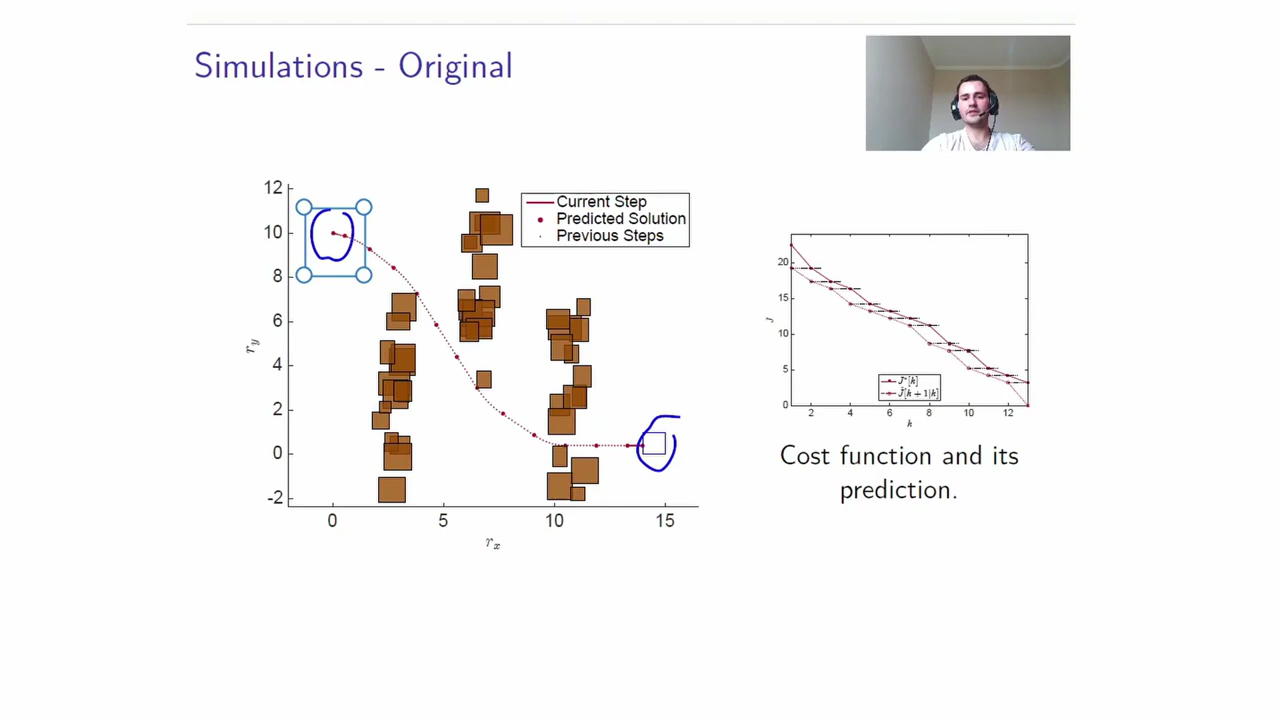 Simulations - Original
12
10
8
6
4
2
0
-2
0
5
10
15
r_y
r_x
Current Step
Predicted Solution
Previous Steps
20
15
10
5
0
2
4
6
8
10
12
J
k
J*[k]
Ĵ[k+1|k]
Cost function and its
prediction.